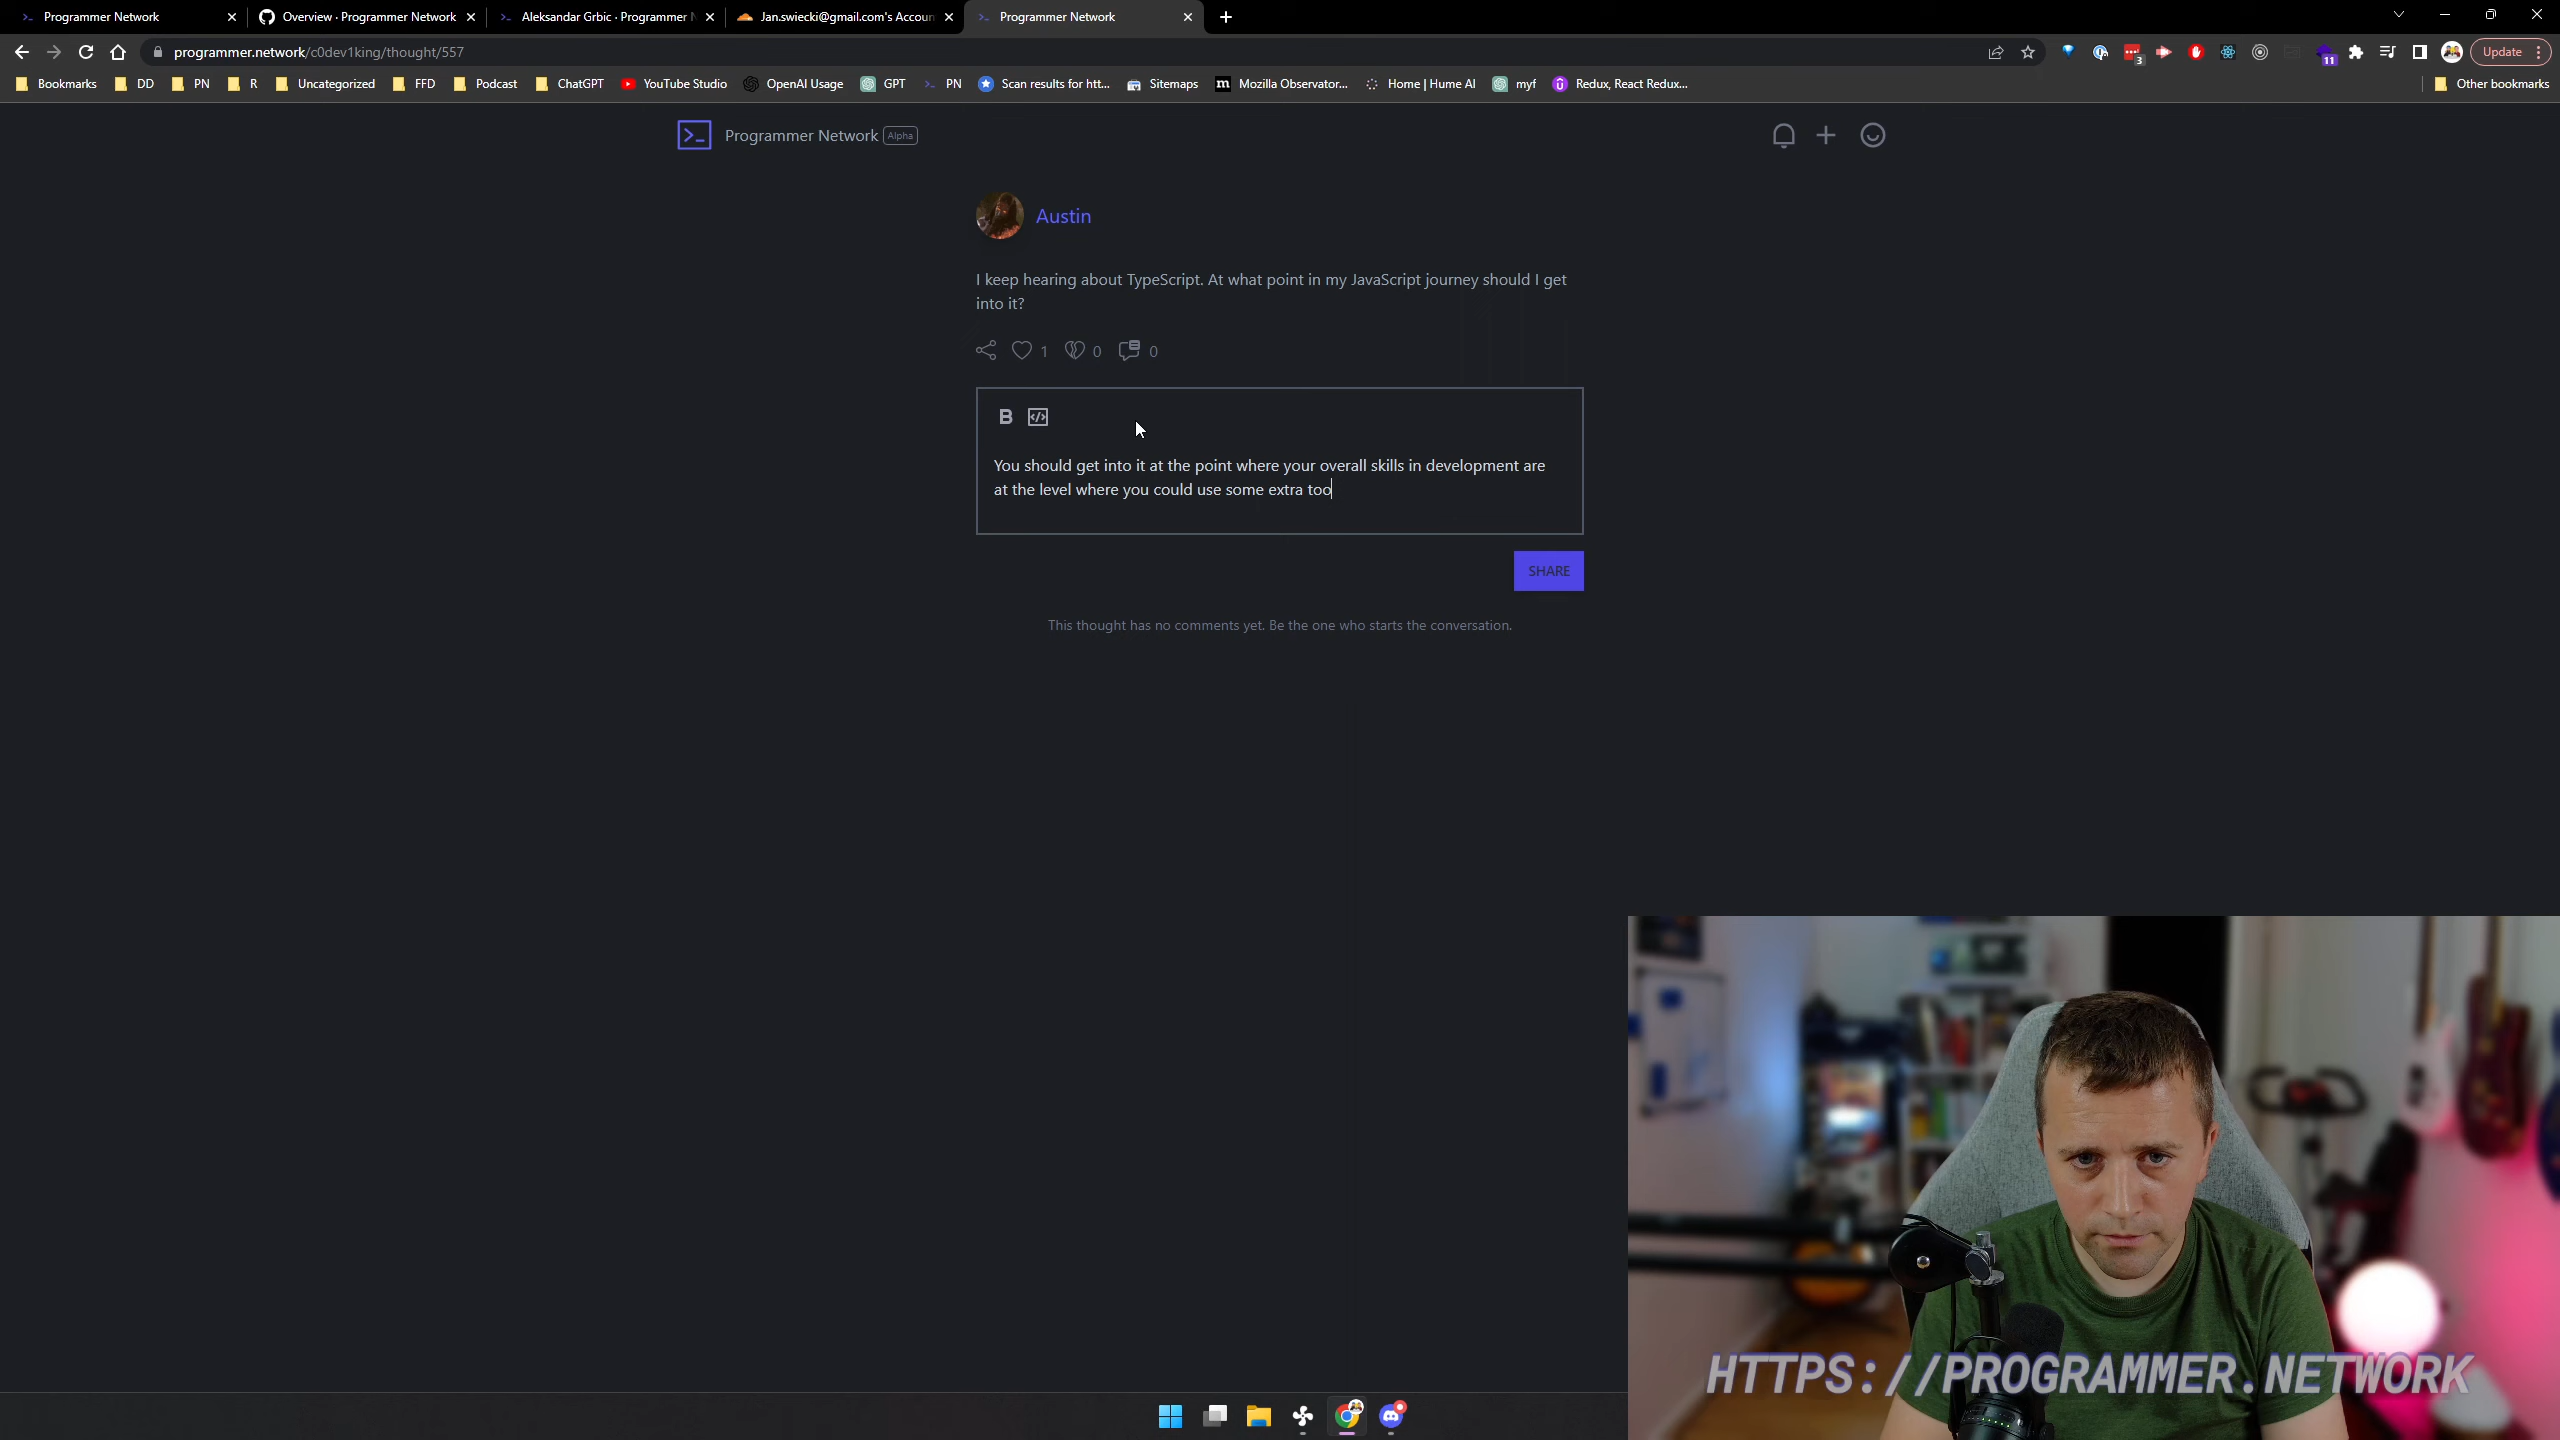 Programmer Network
Overview · Programmer Network
Aleksandar Grbic · Programmer N
Jan.swiecki@gmail.com's Accoun
Programmer Network
programmer.network/c0dev1king/thought/557
3
11
Update
Bookmarks
DD
PN
R
Uncategorized
FFD
Podcast
ChatGPT
YouTube Studio
OpenAI Usage
GPT
PN
Scan results for htt...
Sitemaps
m Mozilla Observator...
Home | Hume AI
myf
Redux, React Redux...
Other bookmarks
Programmer Network Alpha
Austin
I keep hearing about TypeScript. At what point in my JavaScript journey should I get
into it?
1
0
0
B
You should get into it at the point where your overall skills in development are
at the level where you could use some extra too
SHARE
This thought has no comments yet. Be the one who starts the conversation.
HTTPS://PROGRAMMER.NETWORK